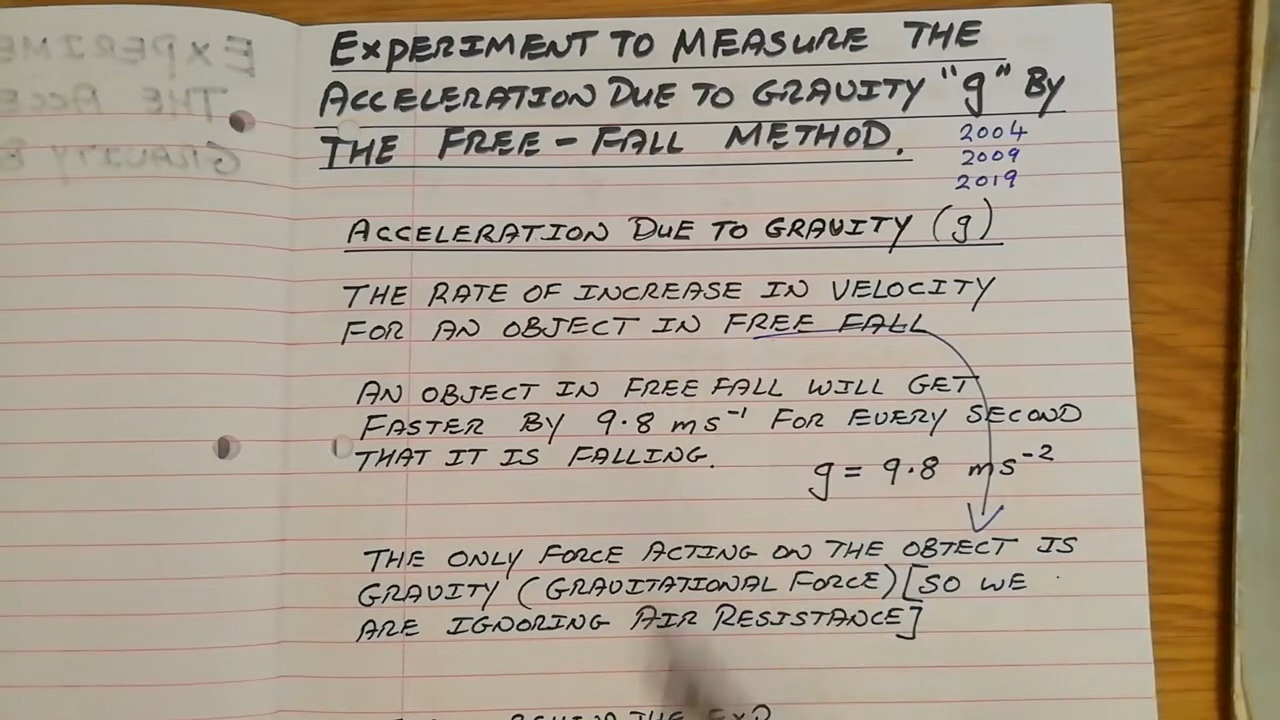 EXPERIMENT TO MEASURE THE
ACCELERATION DUE TO GRAVITY "g" BY
THE FREE-FALL METHOD.
2004
2009
2019
ACCELERATION DUE TO GRAVITY (g)
THE RATE OF INCREASE IN VELOCITY
FOR AN OBJECT IN FREE FALL
AN OBJECT IN FREE FALL WILL GET
FASTER BY 9.8 ms⁻¹ FOR EVERY SECOND
THAT IT IS FALLING.
g = 9.8 ms⁻²
THE ONLY FORCE ACTING ON THE OBJECT IS
GRAVITY (GRAVITATIONAL FORCE) [SO WE
ARE IGNORING AIR RESISTANCE]
BEHIND THE EXP